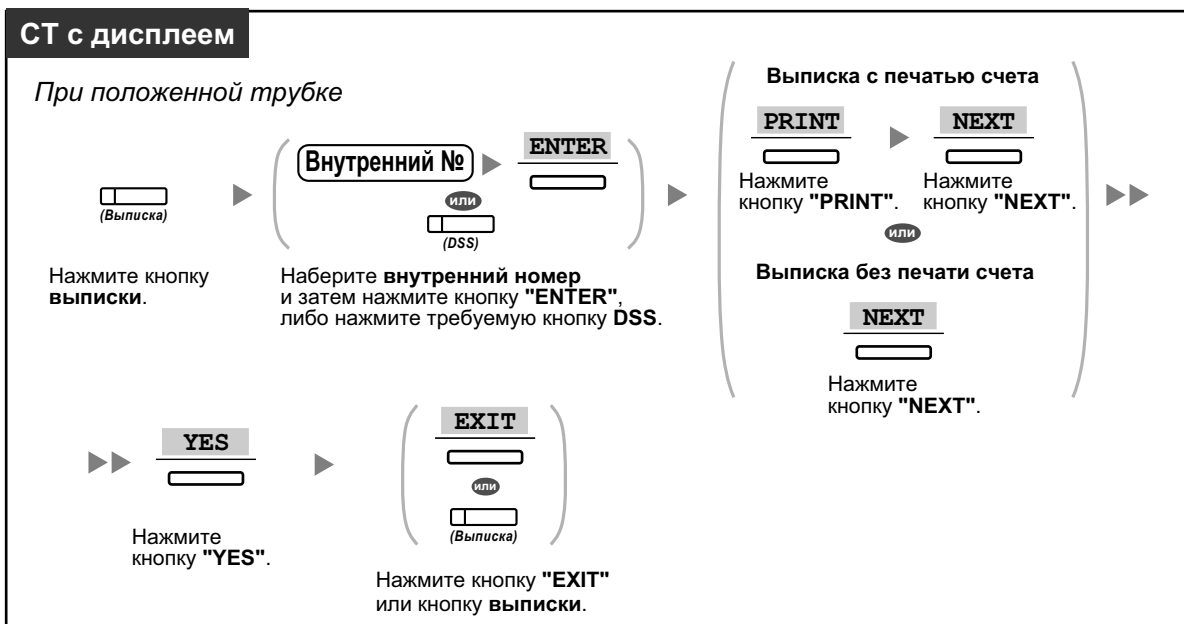 СТ с дисплеем
При положенной трубке
(Выписка)
Нажмите кнопку
выписки.
Внутренний №
ENTER
или
(DSS)
Наберите внутренний номер
и затем нажмите кнопку "ENTER",
либо нажмите требуемую кнопку DSS.
Выписка с печатью счета
PRINT
NEXT
Нажмите
кнопку "PRINT".
Нажмите
кнопку "NEXT".
или
Выписка без печати счета
NEXT
Нажмите
кнопку "NEXT".
YES
Нажмите
кнопку "YES".
EXIT
или
(Выписка)
Нажмите кнопку "EXIT"
или кнопку выписки.